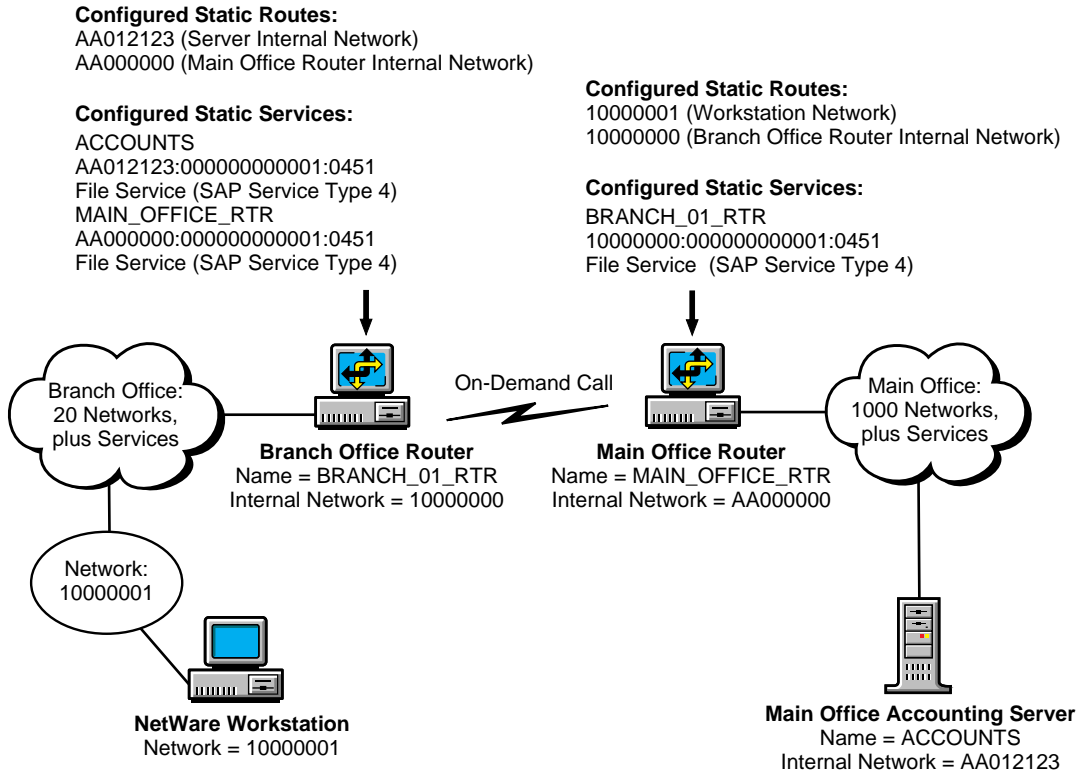 Configured Static Routes:
AA012123 (Server Internal Network)
AA000000 (Main Office Router Internal Network)
Configured Static Services:
ACCOUNTS
AA012123:000000000001:0451
File Service (SAP Service Type 4)
MAIN_OFFICE_RTR
AA000000:000000000001:0451
File Service (SAP Service Type 4)
Configured Static Routes:
10000001 (Workstation Network)
10000000 (Branch Office Router Internal Network)
Configured Static Services:
BRANCH_01_RTR
10000000:000000000001:0451
File Service (SAP Service Type 4)
Branch Office:
20 Networks,
plus Services
On-Demand Call
Main Office:
1000 Networks,
plus Services
Branch Office Router
Name = BRANCH_01_RTR
Internal Network = 10000000
Main Office Router
Name = MAIN_OFFICE_RTR
Internal Network = AA000000
Network:
10000001
NetWare Workstation
Network = 10000001
Main Office Accounting Server
Name = ACCOUNTS
Internal Network = AA012123